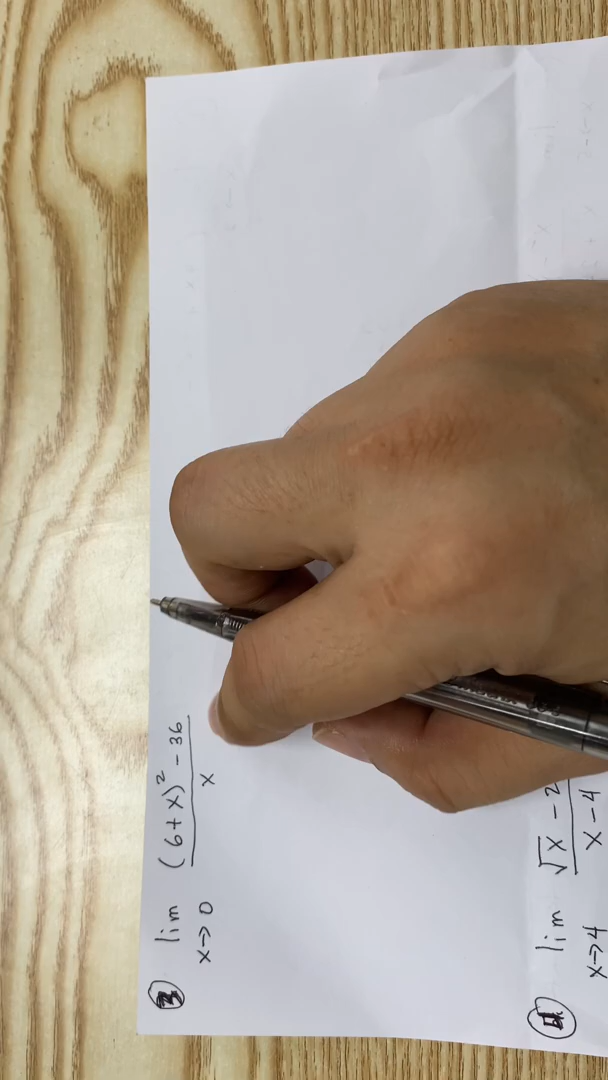 ③ lim (6+x)² - 36
x→0 x
④ lim √x - 2
x→4 x - 4